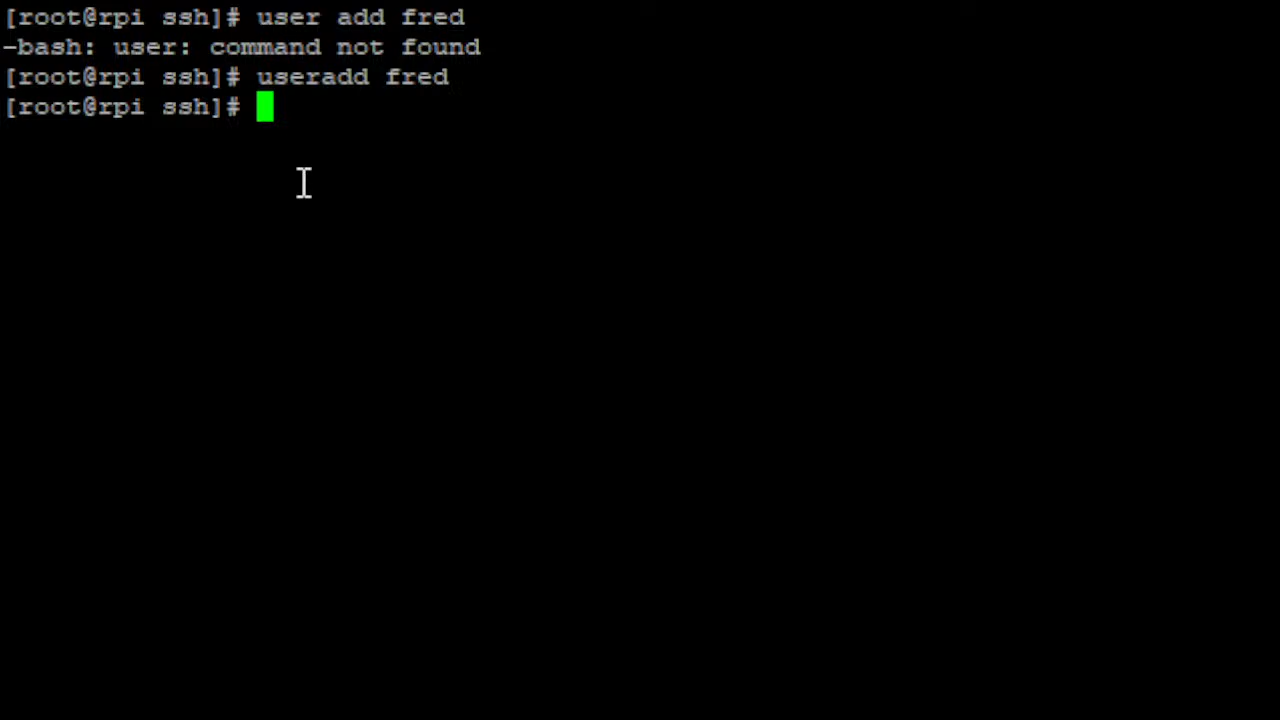 [root@rpi ssh]# user add fred
-bash: user: command not found
[root@rpi ssh]# useradd fred
[root@rpi ssh]#